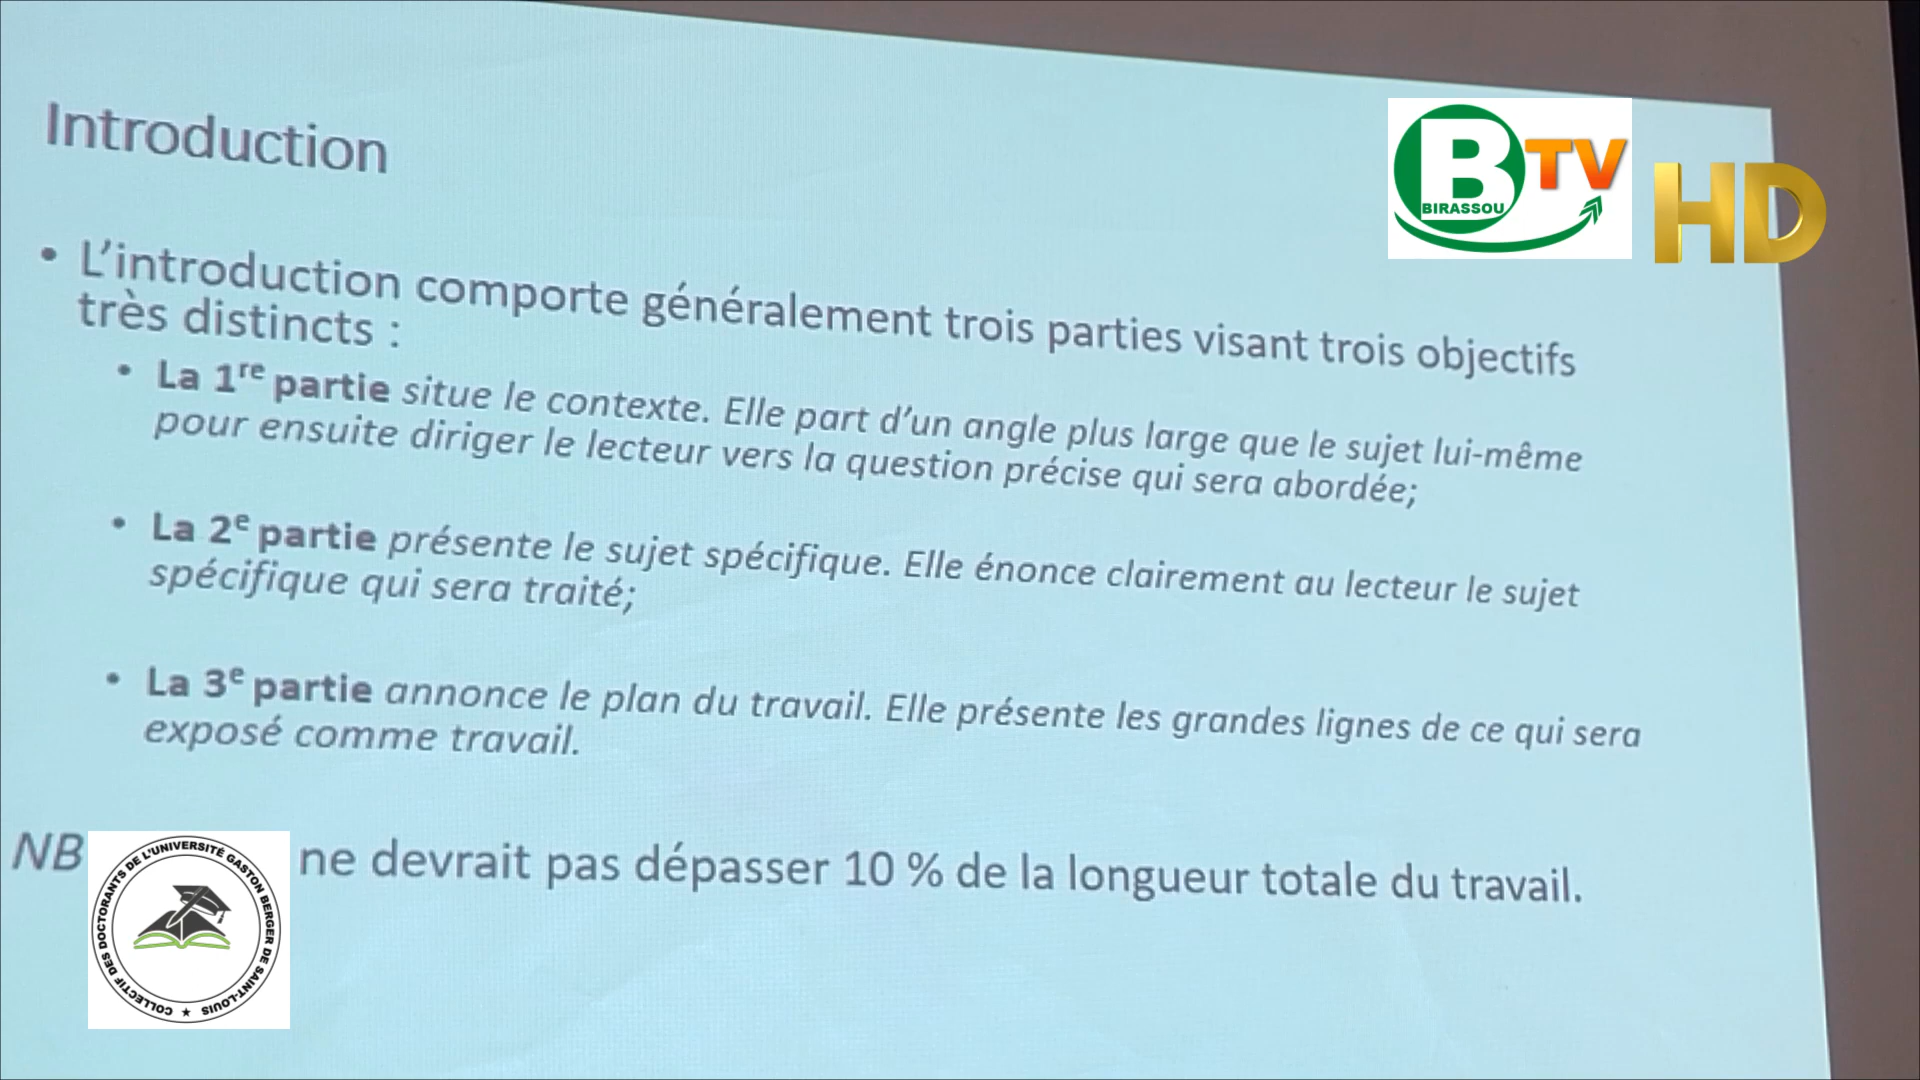 Introduction
BIRASSOU
B
TV
HD
• L'introduction comporte généralement trois parties visant trois objectifs
très distincts :
• La 1re partie situe le contexte. Elle part d'un angle plus large que le sujet lui-même
pour ensuite diriger le lecteur vers la question précise qui sera abordée;
• La 2e partie présente le sujet spécifique. Elle énonce clairement au lecteur le sujet
spécifique qui sera traité;
• La 3e partie annonce le plan du travail. Elle présente les grandes lignes de ce qui sera
exposé comme travail.
NB ne devrait pas dépasser 10 % de la longueur totale du travail.
COLLECTIF DES DOCTORANTS DE L'UNIVERSITÉ GASTON BERGER DE SAINT-LOUIS ★